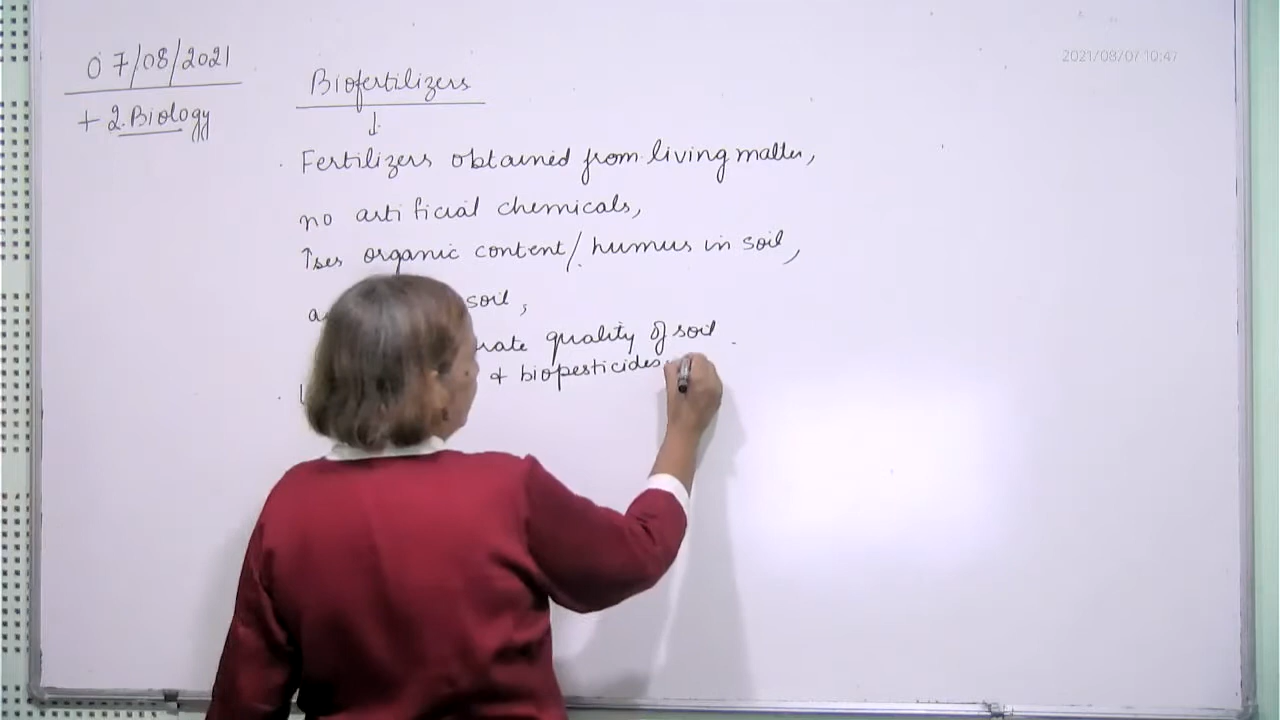 07/08/2021
+ 2. Biology
2021/08/07 10:47
Biofertilizers
↓
Fertilizers obtained from living matter,
no artificial chemicals,
↑ses organic content/humus in soil,
soil,
quality of soil.
+ biopesticides